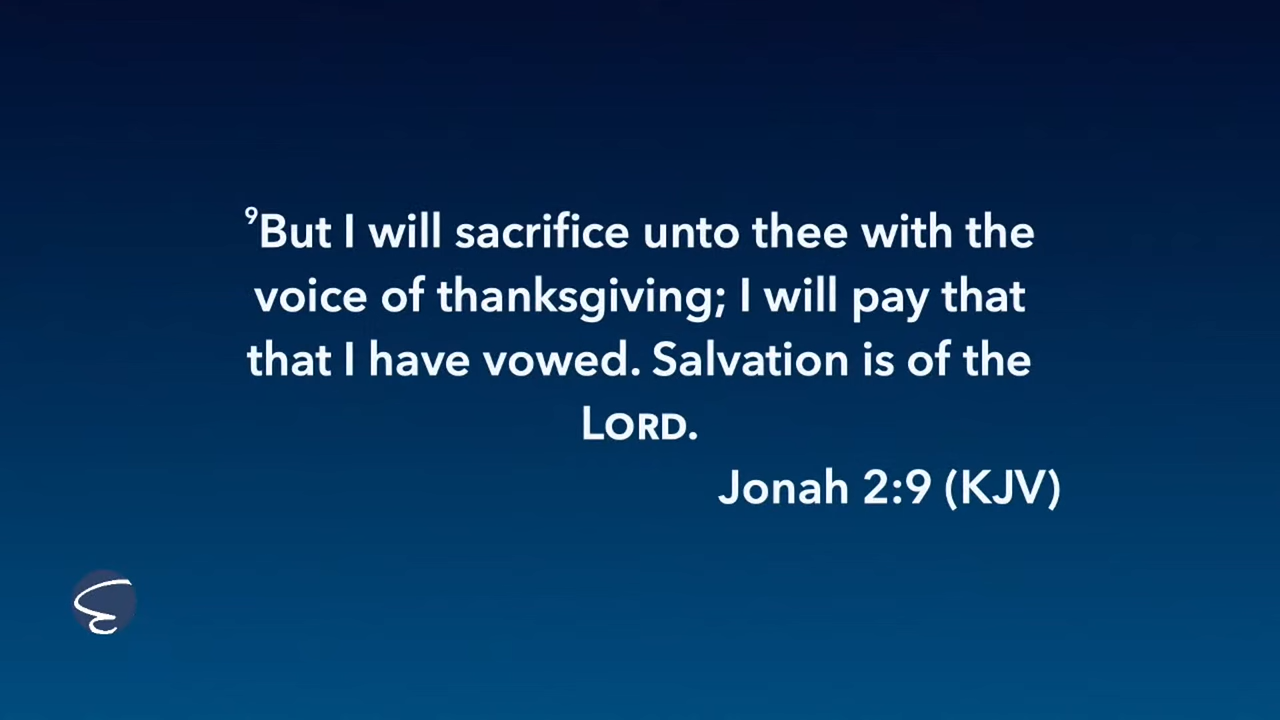 ⁹But I will sacrifice unto thee with the
voice of thanksgiving; I will pay that
that I have vowed. Salvation is of the
LORD.
Jonah 2:9 (KJV)